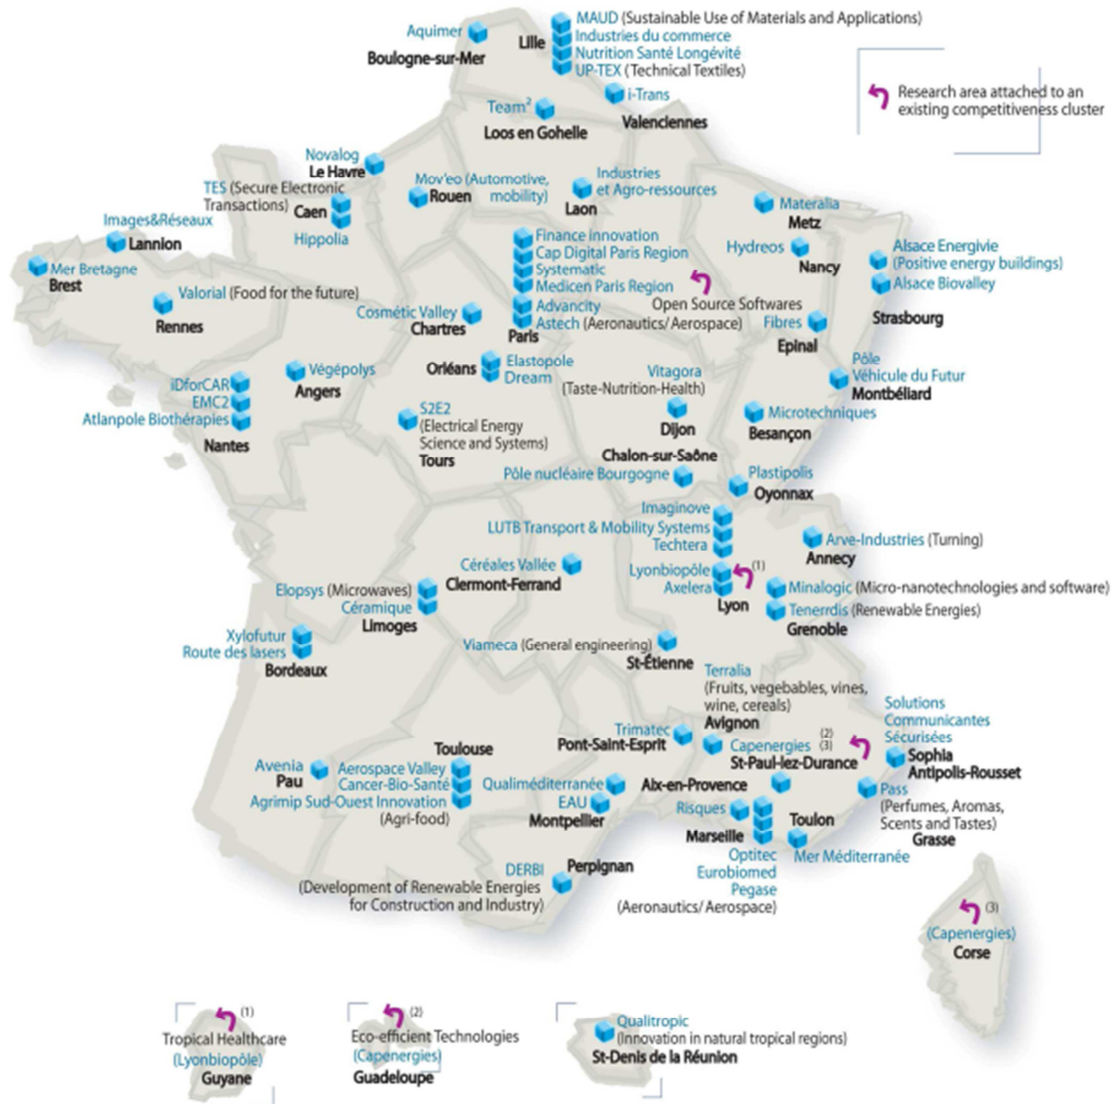 MAUD (Sustainable Use of Materials and Applications)
Industries du commerce
Nutrition Santé Longévité
UP-TEX (Technical Textiles)
Lille
Aquimer
Boulogne-sur-Mer
i-Trans
Valenciennes
Team²
Loos en Gohelle
Research area attached to an
existing competitiveness cluster
Novalog
Le Havre
TES (Secure Electronic
Transactions)
Caen
Hippolia
Mov'eo (Automotive,
mobility)
Rouen
Industries
et Agro-ressources
Laon
Materalia
Metz
Hydreos
Nancy
Alsace Energivie
(Positive energy buildings)
Alsace Biovalley
Strasbourg
Images&Réseaux
Lannion
Mer Bretagne
Brest
Valorial (Food for the future)
Rennes
Finance innovation
Cap Digital Paris Region
Systematic
Medicen Paris Region
Advancity
Astech (Aeronautics/Aerospace)
Paris
Open Source Softwares
Cosmétic Valley
Chartres
Fibres
Epinal
Pôle
Véhicule du Futur
Montbéliard
Végépolys
Angers
Orléans
Elastopole
Dream
Vitagora
(Taste-Nutrition-Health)
Dijon
Microtechniques
Besançon
iDforCAR
EMC2
Atlanpole Biothérapies
Nantes
S2E2
(Electrical Energy
Science and Systems)
Tours
Chalon-sur-Saône
Pôle nucléaire Bourgogne
Plastipolis
Oyonnax
Imaginove
LUTB Transport & Mobility Systems
Techtera
Lyonbiopôle
(1)
Axelera
Lyon
Arve-Industries (Turning)
Annecy
Céréales Vallée
Clermont-Ferrand
Elopsys (Microwaves)
Céramique
Limoges
Minalogic (Micro-nanotechnologies and software)
Tenerrdis (Renewable Energies)
Grenoble
Xylofutur
Route des lasers
Bordeaux
Viameca (General engineering)
St-Étienne
Terralia
(Fruits, vegebables, vines,
wine, cereals)
Avignon
Solutions
Communicantes
Sécurisées
Sophia
Antipolis-Rousset
Trimatec
Pont-Saint-Esprit
Capenergies
(2)
(3)
St-Paul-lez-Durance
Avenia
Pau
Toulouse
Aerospace Valley
Cancer-Bio-Santé
Agrimip Sud-Ouest Innovation
(Agri-food)
Qualiméditerranée
EAU
Montpellier
Aix-en-Provence
Risques
Marseille
Optitec
Eurobiomed
Pegase
(Aeronautics/Aerospace)
Toulon
Mer Méditerranée
Pass
(Perfumes, Aromas,
Scents and Tastes)
Grasse
DERBI
(Development of Renewable Energies
for Construction and Industry)
Perpignan
(3)
(Capenergies)
Corse
(1)
Tropical Healthcare
(Lyonbiopôle)
Guyane
(2)
Eco-efficient Technologies
(Capenergies)
Guadeloupe
Qualitropic
(Innovation in natural tropical regions)
St-Denis de la Réunion